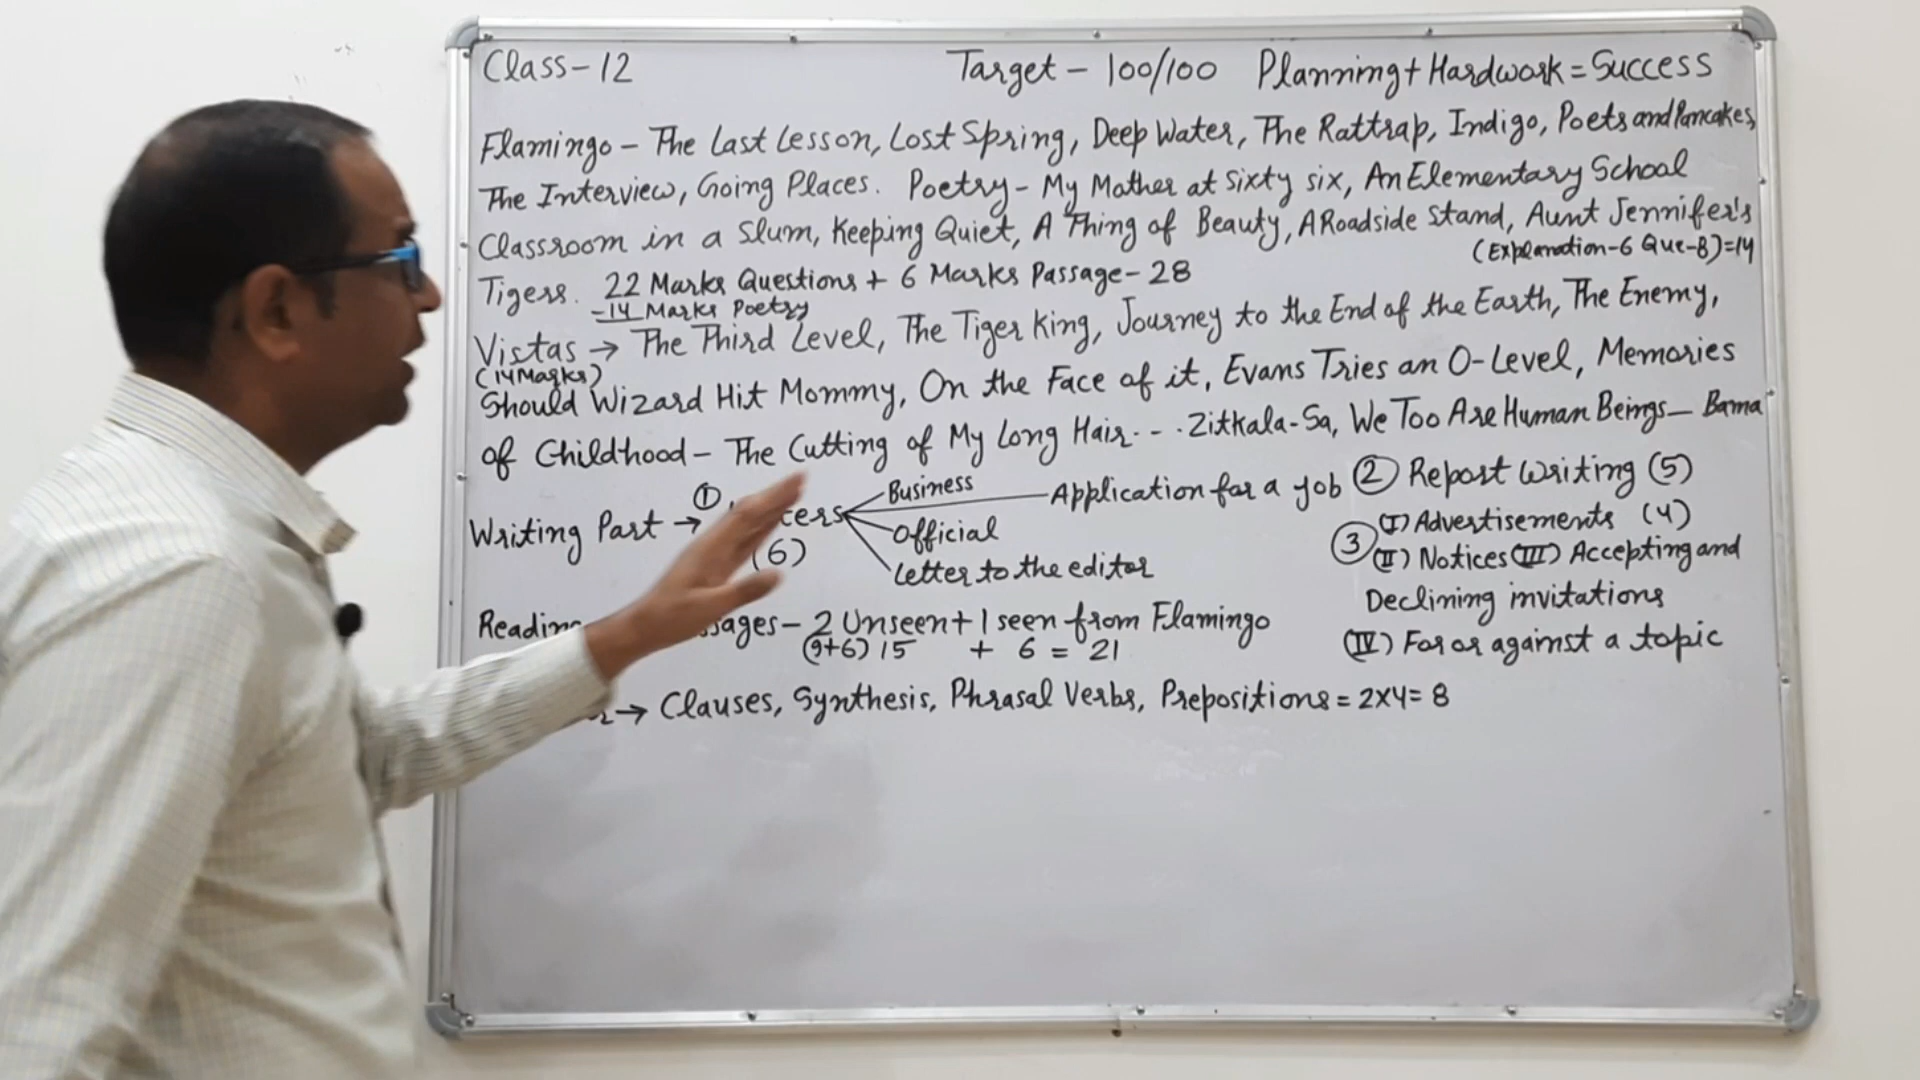 Class-12 Target - 100/100 Planning + Hardwork = Success
Flamingo - The Last Lesson, Lost Spring, Deep Water, The Rattrap, Indigo, Poets and Pancakes,
The Interview, Going Places. Poetry - My Mother at Sixty six, An Elementary School
Classroom in a Slum, Keeping Quiet, A Thing of Beauty, A Roadside Stand, Aunt Jennifer's
(Explanation-6 Que-8)=14
Tigers. 22 Marks Questions + 6 Marks Passage - 28
-14 Marks Poetry
Vistas → The Third Level, The Tiger King, Journey to the End of the Earth, The Enemy,
(14 Marks)
Should Wizard Hit Mommy, On the Face of it, Evans Tries an O-Level, Memories
of Childhood - The Cutting of My Long Hair - - . Zitkala-Sa, We Too Are Human Beings - Bama
Writing Part → ① ters
(6)
Business
Application for a job
Official
Letter to the editor
② Report Writing (5)
③ (I) Advertisements (4)
(II) Notices (III) Accepting and
Declining invitations
(IV) For or against a topic
Reading sages - 2 Unseen + 1 seen from Flamingo
(9+6) 15 + 6 = 21
→ Clauses, Synthesis, Phrasal Verbs, Prepositions = 2x4 = 8